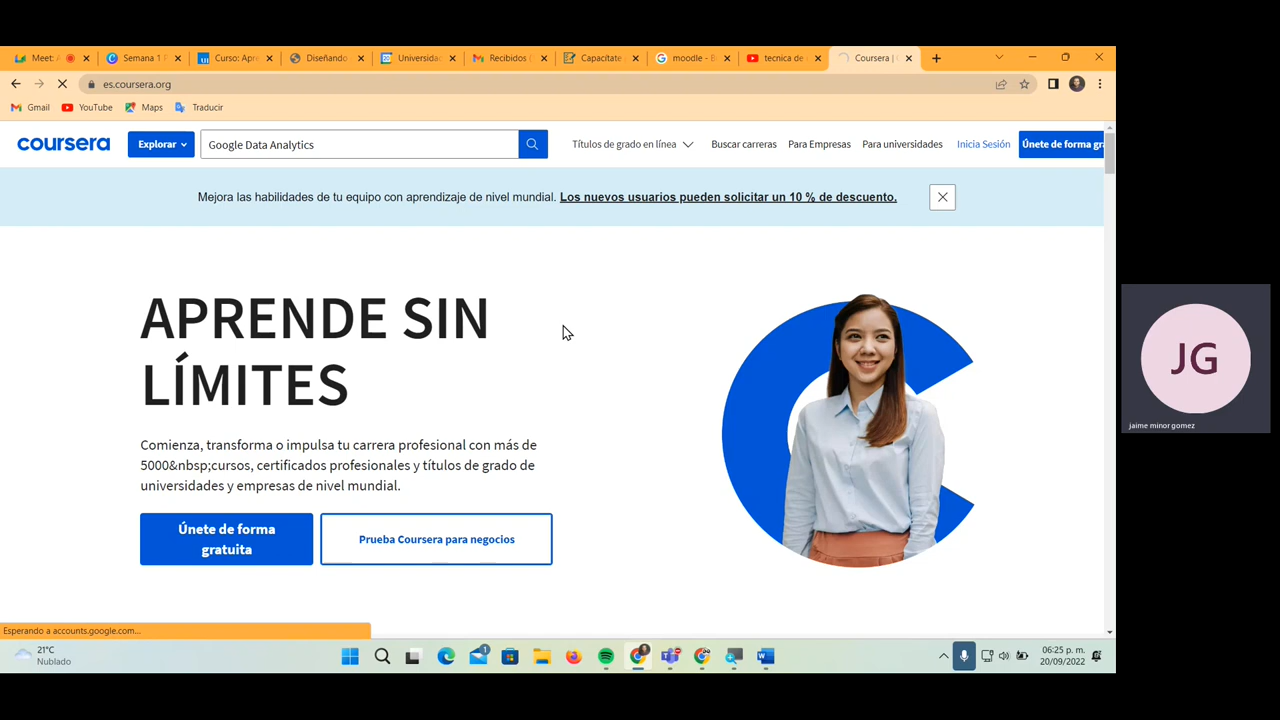 Meet:
Semana 1 P
Curso: Apre
Diseñando
Universidad
Recibidos
Capacítate
moodle - B
tecnica de
Coursera |
es.coursera.org
Gmail
YouTube
Maps
Traducir
coursera
Explorar
Google Data Analytics
Títulos de grado en línea
Buscar carreras
Para Empresas
Para universidades
Inicia Sesión
Únete de forma gra
Mejora las habilidades de tu equipo con aprendizaje de nivel mundial. Los nuevos usuarios pueden solicitar un 10 % de descuento.
APRENDE SIN
LÍMITES
Comienza, transforma o impulsa tu carrera profesional con más de
5000&nbsp;cursos, certificados profesionales y títulos de grado de
universidades y empresas de nivel mundial.
Únete de forma
gratuita
Prueba Coursera para negocios
JG
jaime minor gomez
Esperando a accounts.google.com...
21°C
Nublado
1
06:25 p. m.
20/09/2022